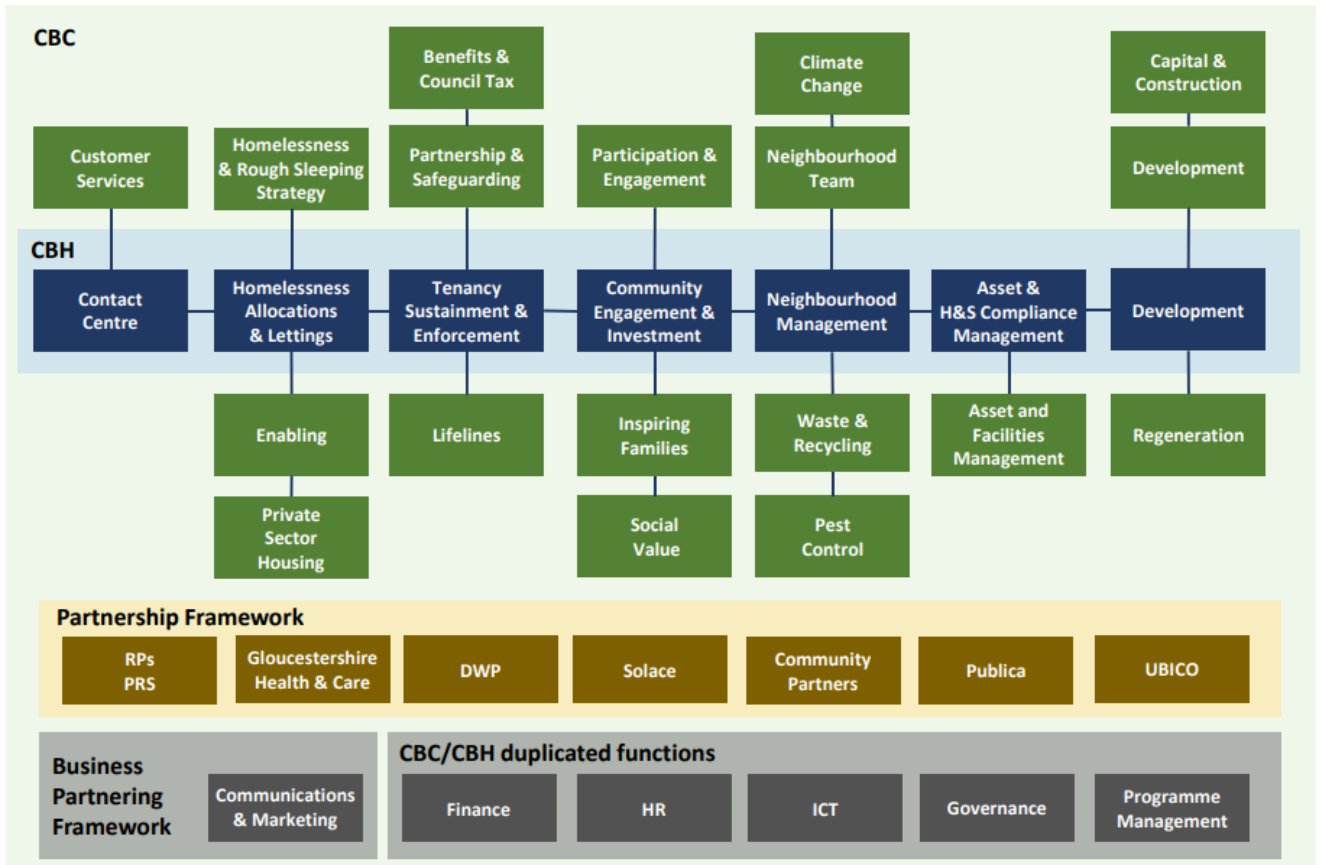 CBC
Benefits &
Council Tax
Climate
Change
Capital &
Construction
Customer
Services
Homelessness
& Rough Sleeping
Strategy
Partnership &
Safeguarding
Participation &
Engagement
Neighbourhood
Team
Development
CBH
Contact
Centre
Homelessness
Allocations
& Lettings
Tenancy
Sustainment &
Enforcement
Community
Engagement &
Investment
Neighbourhood
Management
Asset &
H&S Compliance
Management
Development
Enabling
Lifelines
Inspiring
Families
Waste &
Recycling
Asset and
Facilities
Management
Regeneration
Private
Sector
Housing
Social
Value
Pest
Control
Partnership Framework
RPs
PRS
Gloucestershire
Health & Care
DWP
Solace
Community
Partners
Publica
UBICO
Business
Partnering
Framework
Communications
& Marketing
CBC/CBH duplicated functions
Finance
HR
ICT
Governance
Programme
Management